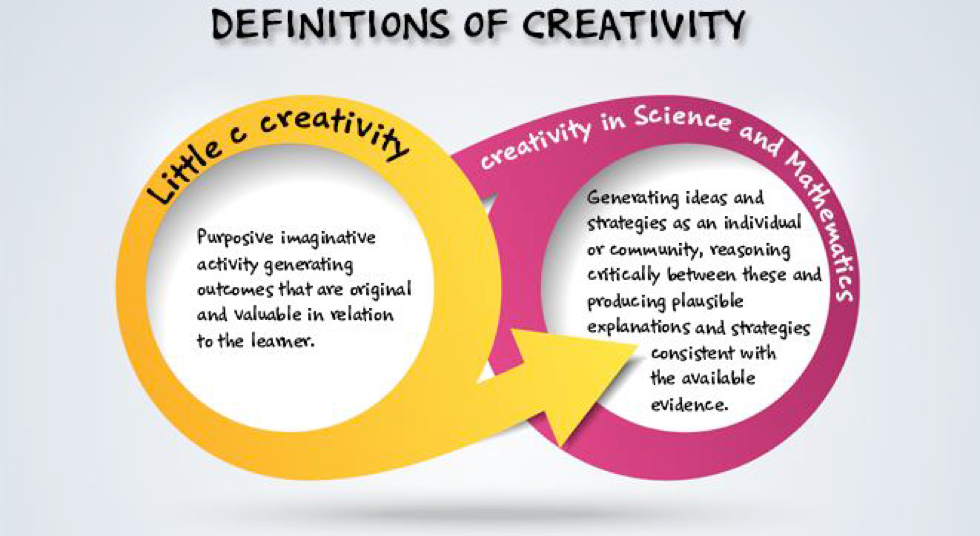 DEFINITIONS OF CREATIVITY
Little c creativity
Purposive imaginative
activity generating
outcomes that are original
and valuable in relation
to the learner.
creativity in Science and Mathematics
Generating ideas and
strategies as an individual
or community, reasoning
critically between these and
producing plausible
explanations and strategies
consistent with
the available
evidence.